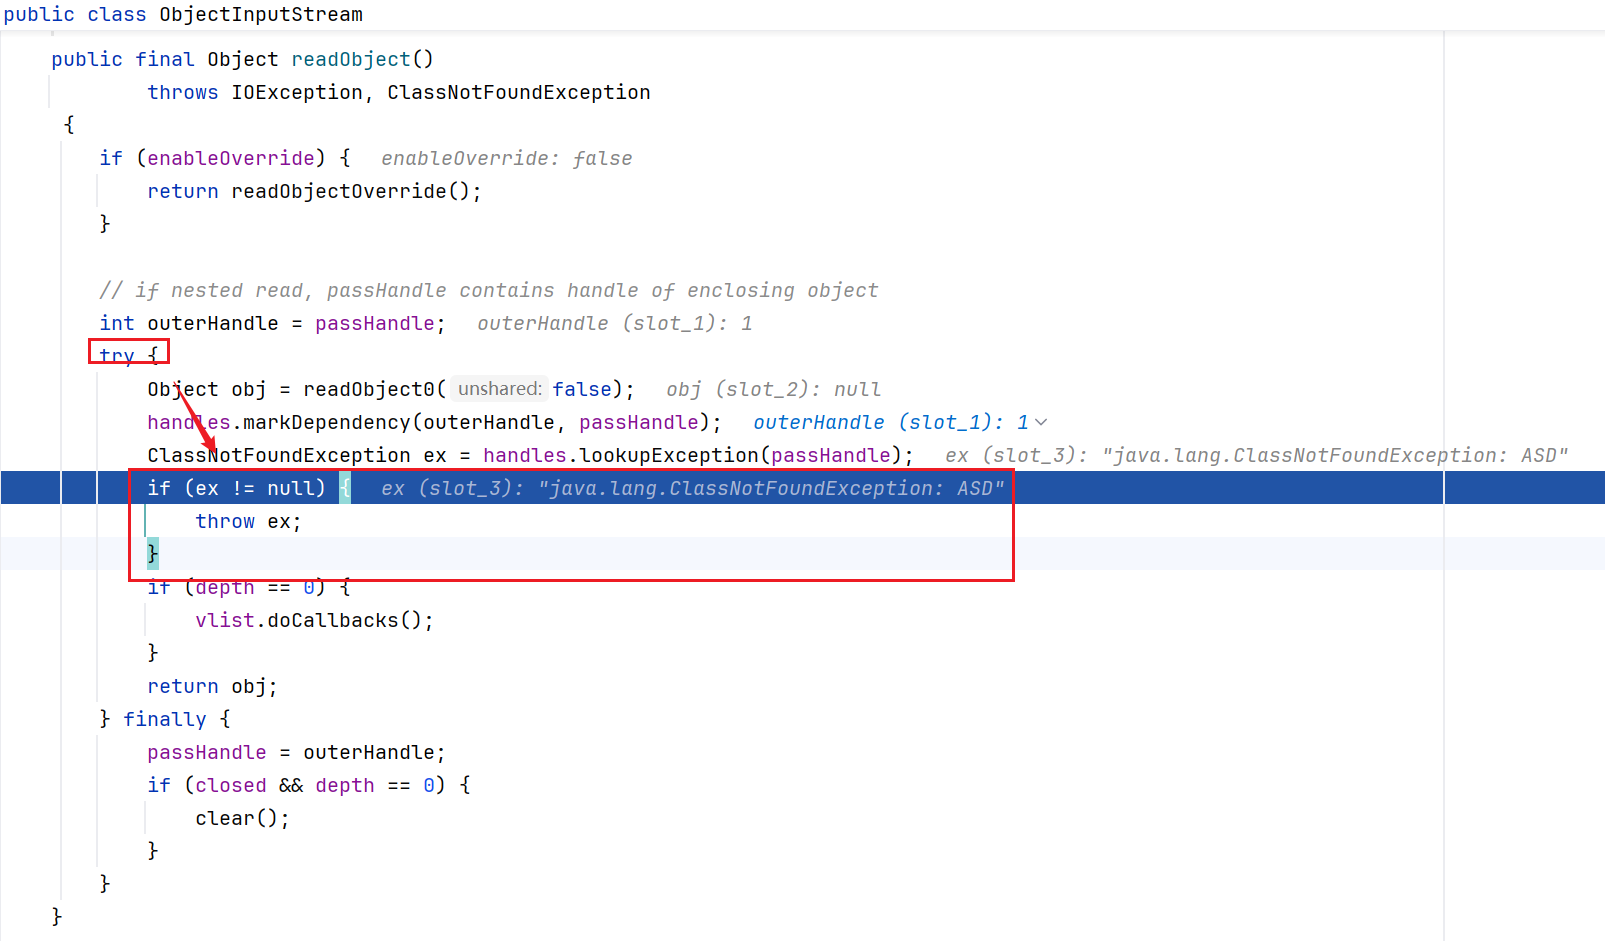 public class ObjectInputStream
public final Object readObject()
throws IOException, ClassNotFoundException
{
if (enableOverride) { enableOverride: false
return readObjectOverride();
}
// if nested read, passHandle contains handle of enclosing object
int outerHandle = passHandle; outerHandle (slot_1): 1
try {
Object obj = readObject0( unshared: false); obj (slot_2): null
handles.markDependency(outerHandle, passHandle); outerHandle (slot_1): 1
ClassNotFoundException ex = handles.lookupException(passHandle); ex (slot_3): "java.lang.ClassNotFoundException: ASD"
if (ex != null) { ex (slot_3): "java.lang.ClassNotFoundException: ASD"
throw ex;
}
if (depth == 0) {
vlist.doCallbacks();
}
return obj;
} finally {
passHandle = outerHandle;
if (closed && depth == 0) {
clear();
}
}
}